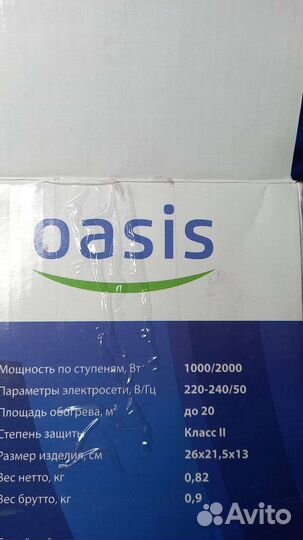 oasis
Мощность по ступеням, Вт 1000/2000
Параметры электросети, В/Гц 220-240/50
Площадь обогрева, м² до 20
Степень защиты Класс II
Размер изделия, см 26x21,5x13
Вес нетто, кг 0,82
Вес брутто, кг 0,9
Avito